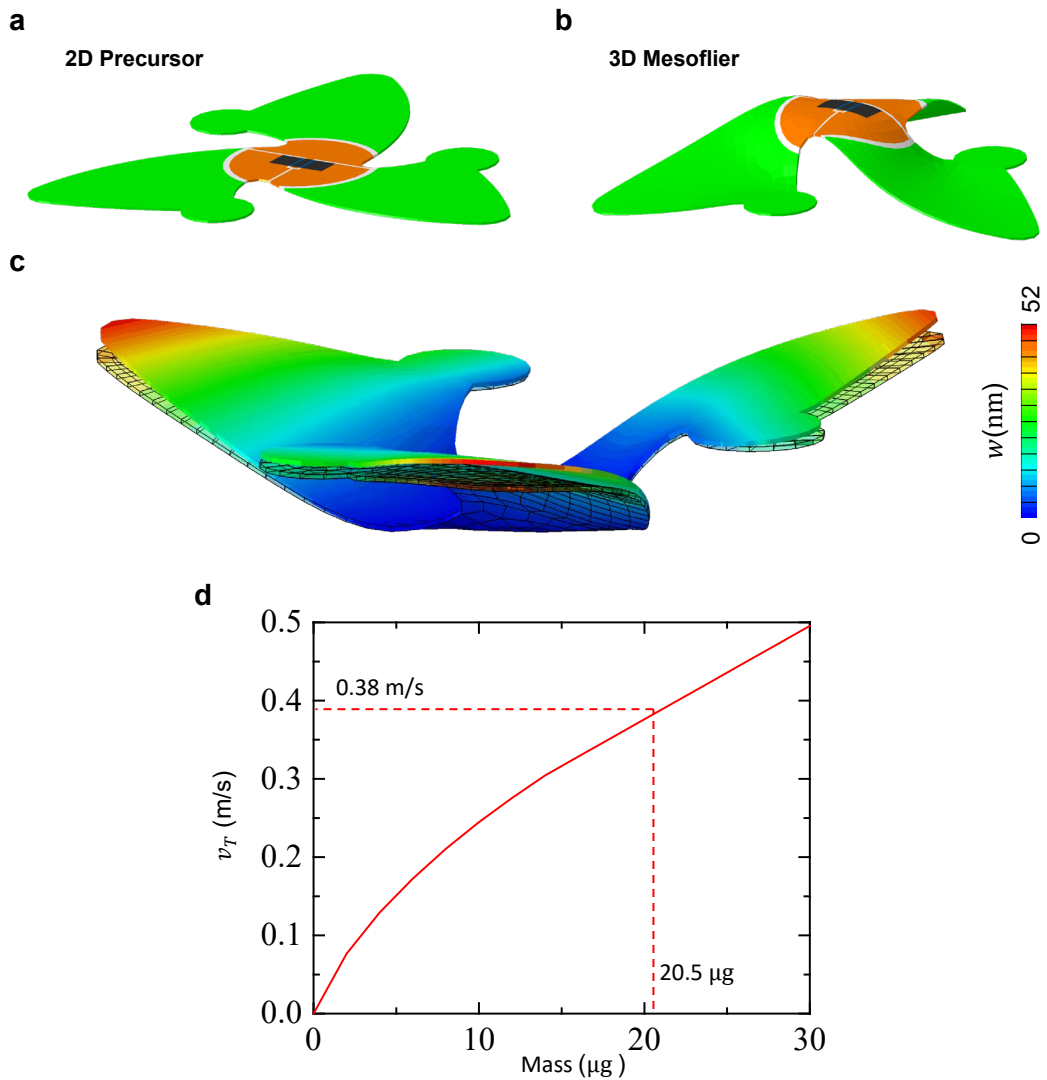 a
2D Precursor
b
3D Mesoflier
c
52
w(nm)
0
d
0.5
0.4
0.3
0.2
0.1
0.0
v_T (m/s)
0.38 m/s
20.5 μg
0
10
20
30
Mass (μg )